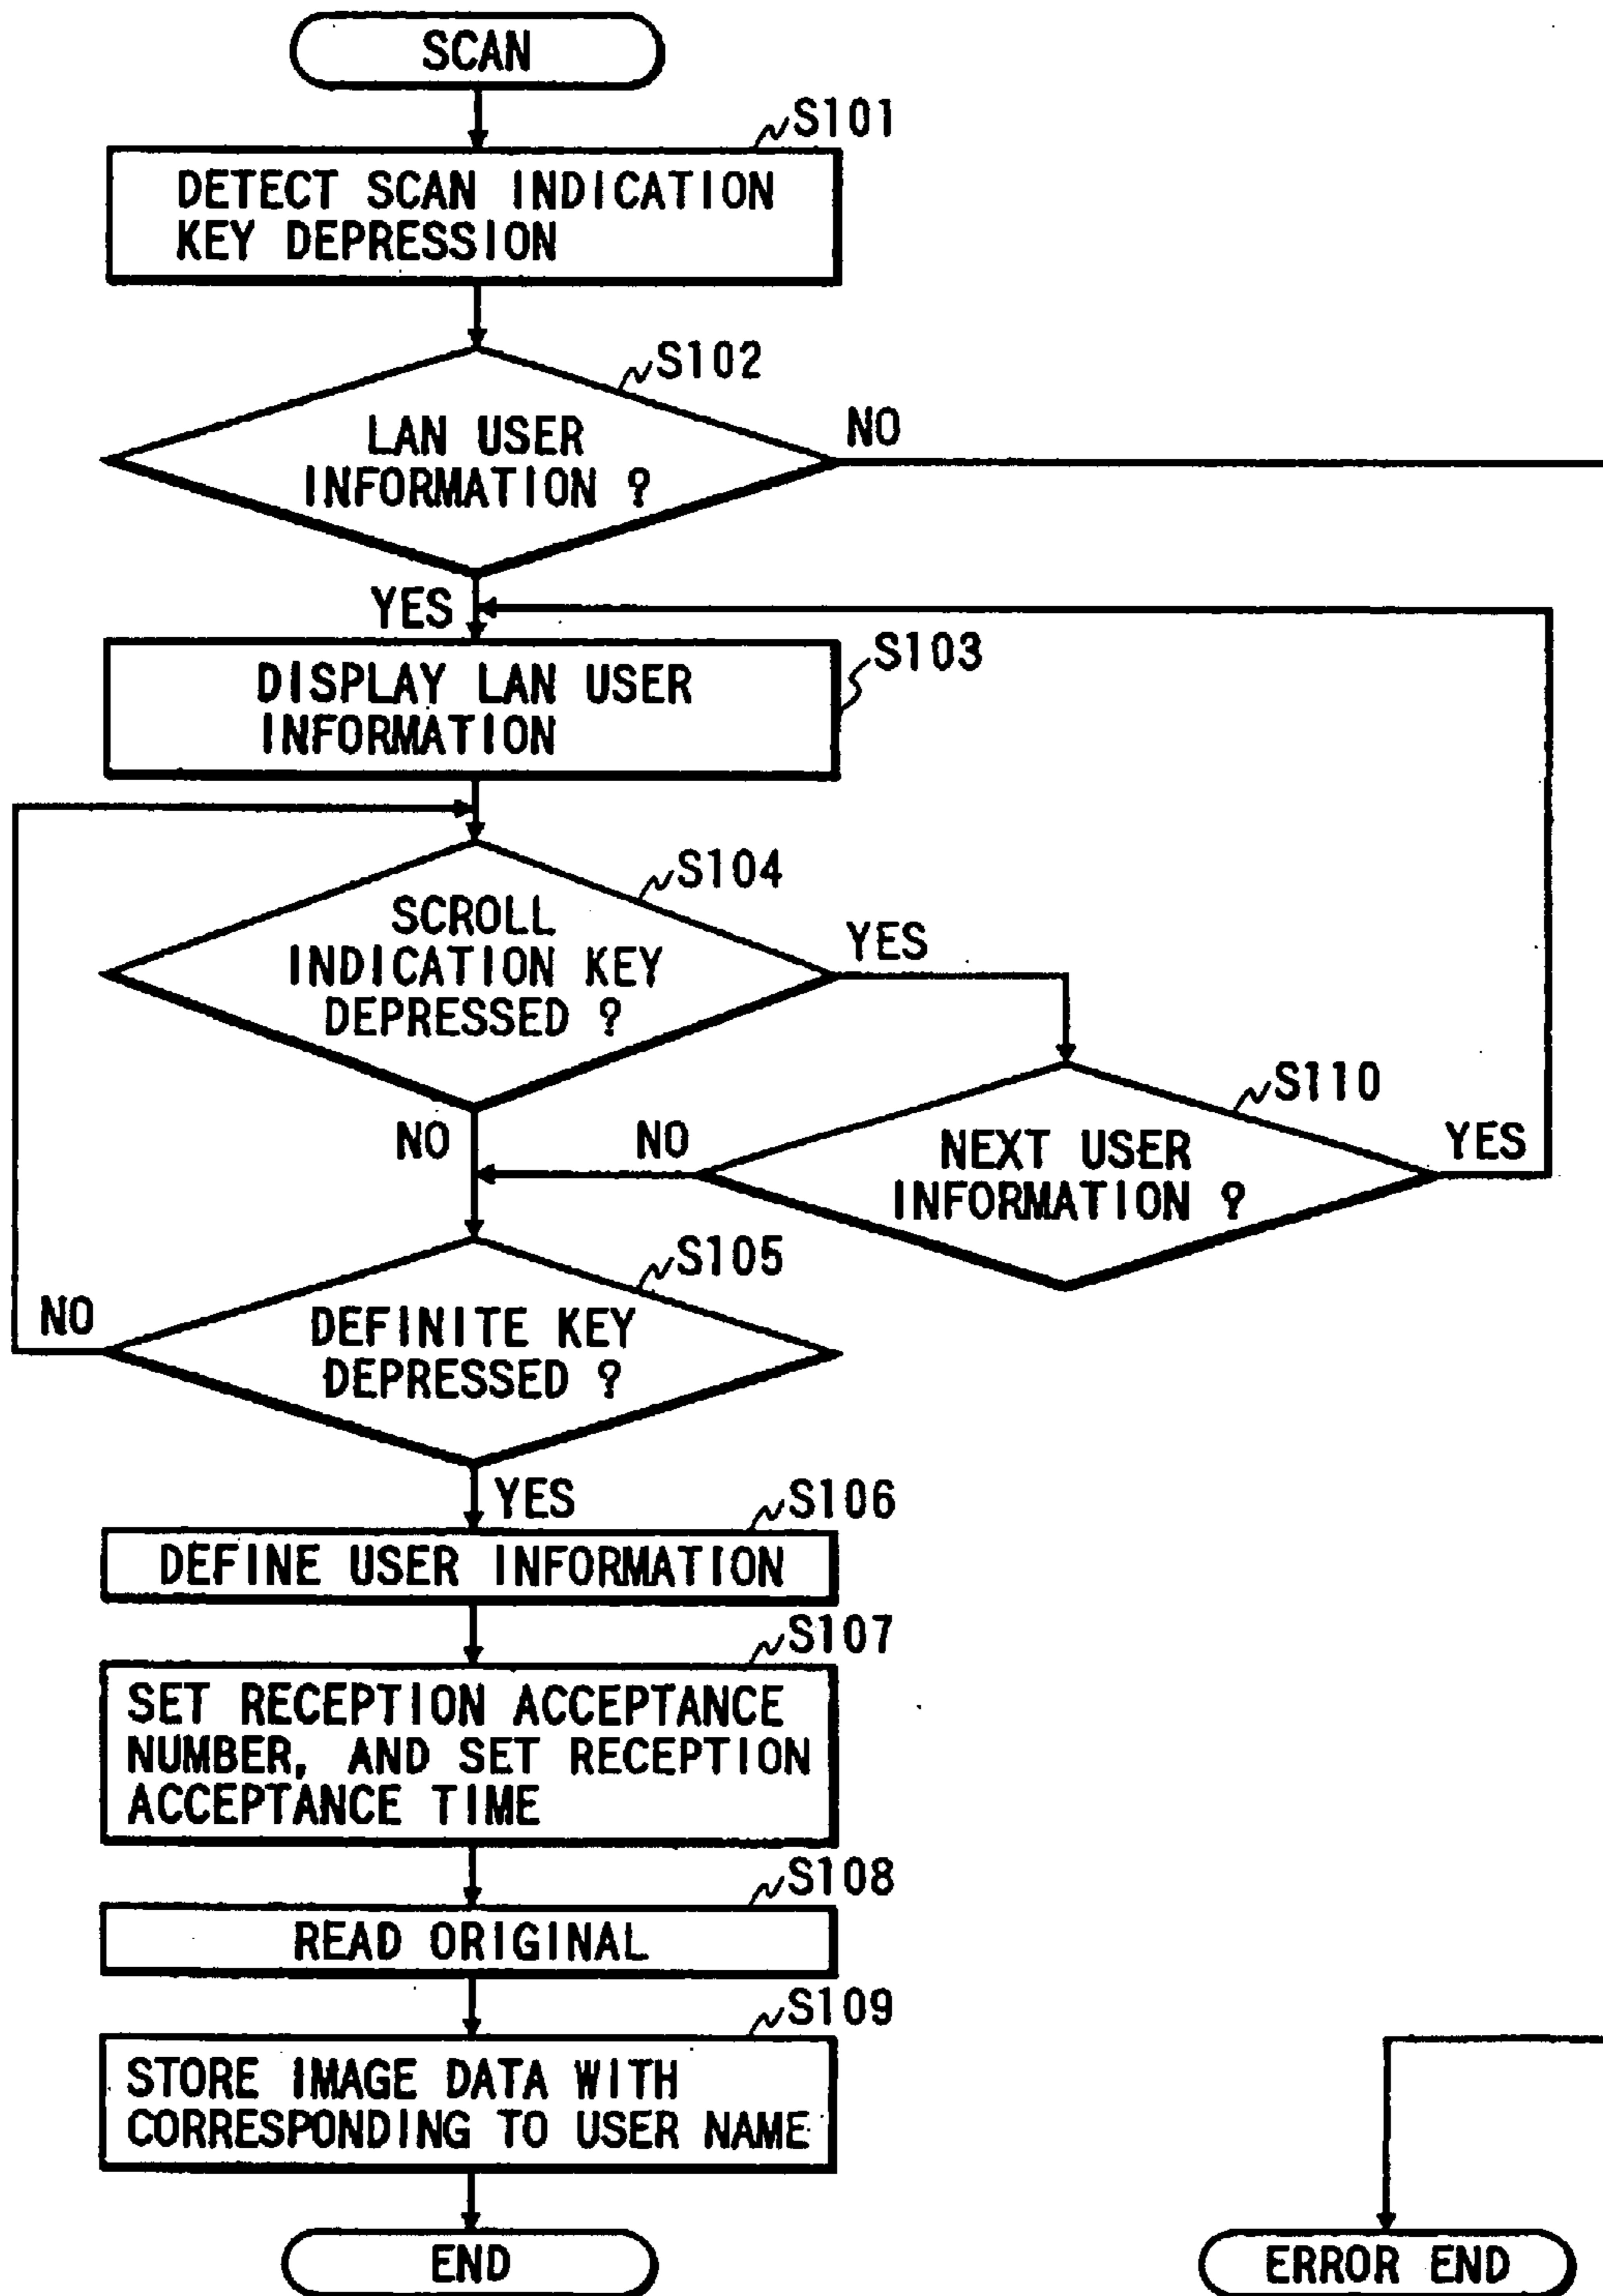 SCAN
S101
DETECT SCAN INDICATION
KEY DEPRESSION
S102
LAN USER
INFORMATION ?
NO
YES
S103
DISPLAY LAN USER
INFORMATION
S104
SCROLL
INDICATION KEY
DEPRESSED ?
YES
NO
S110
NEXT USER
INFORMATION ?
NO
YES
S105
DEFINITE KEY
DEPRESSED ?
NO
YES
S106
DEFINE USER INFORMATION
S107
SET RECEPTION ACCEPTANCE
NUMBER, AND SET RECEPTION
ACCEPTANCE TIME
S108
READ ORIGINAL
S109
STORE IMAGE DATA WITH
CORRESPONDING TO USER NAME
END
ERROR END